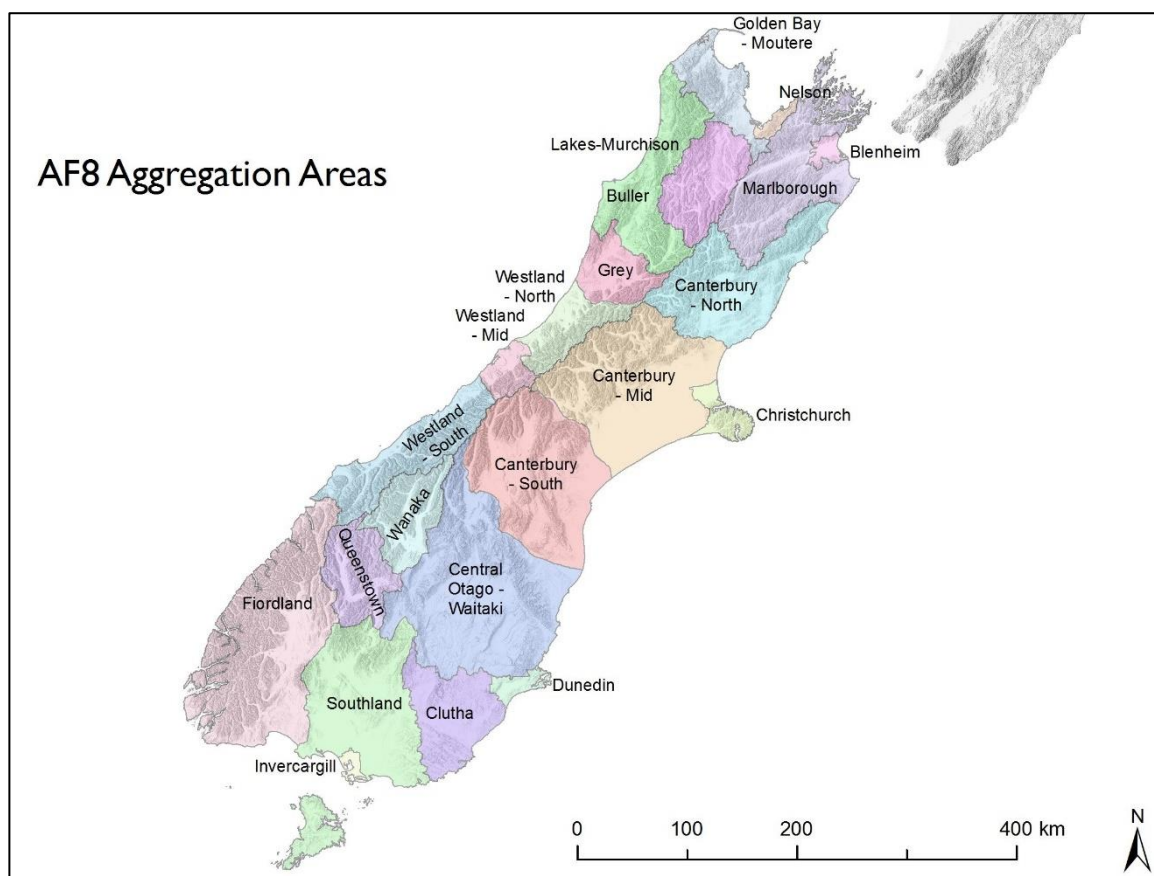 Golden Bay
- Moutere
Nelson
Lakes-Murchison
Blenheim
AF8 Aggregation Areas
Marlborough
Buller
Grey
Westland
- North
Canterbury
- North
Westland
- Mid
Canterbury
- Mid
Christchurch
Westland
- South
Canterbury
- South
Wanaka
Queenstown
Central
Otago -
Waitaki
Fiordland
Dunedin
Southland
Clutha
Invercargill
N
0 100 200 400 km